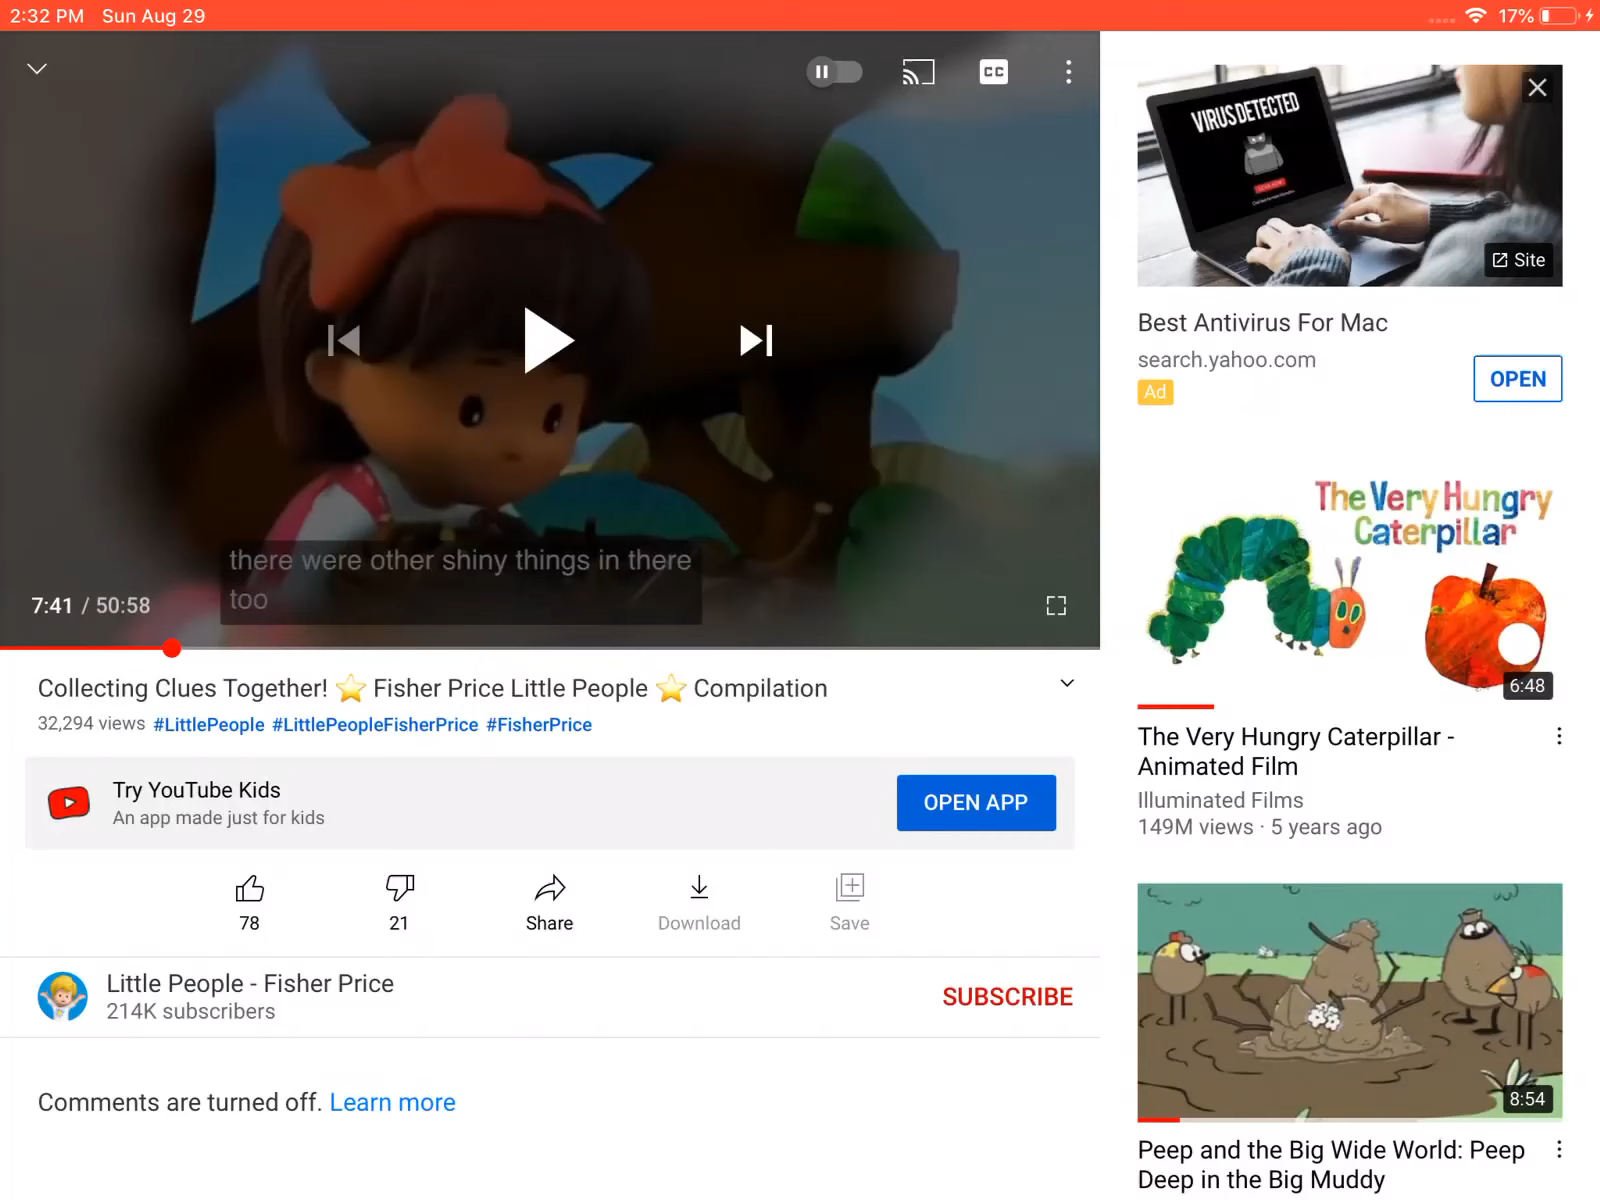 2:32 PM Sun Aug 29
17%
CC
there were other shiny things in there
too
7:41 / 50:58
Collecting Clues Together! ⭐ Fisher Price Little People ⭐ Compilation
32,294 views #LittlePeople #LittlePeopleFisherPrice #FisherPrice
Try YouTube Kids
An app made just for kids
OPEN APP
78
21
Share
Download
Save
Little People - Fisher Price
214K subscribers
SUBSCRIBE
Comments are turned off. Learn more
VIRUS DETECTED
Site
Best Antivirus For Mac
search.yahoo.com
Ad
OPEN
The Very Hungry
Caterpillar
6:48
The Very Hungry Caterpillar -
Animated Film
Illuminated Films
149M views · 5 years ago
8:54
Peep and the Big Wide World: Peep
Deep in the Big Muddy